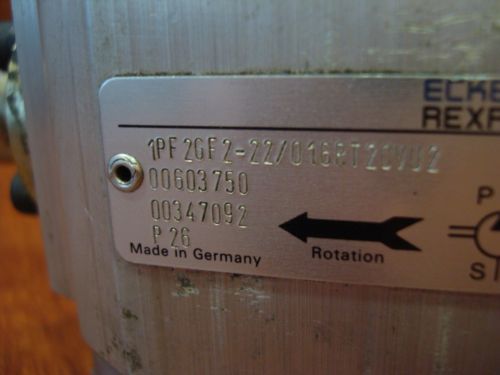 ECKE
REXR
1PF2GF2-22/016RT20VU2
00603750
00347092
P 26
Made in Germany
Rotation
P
S